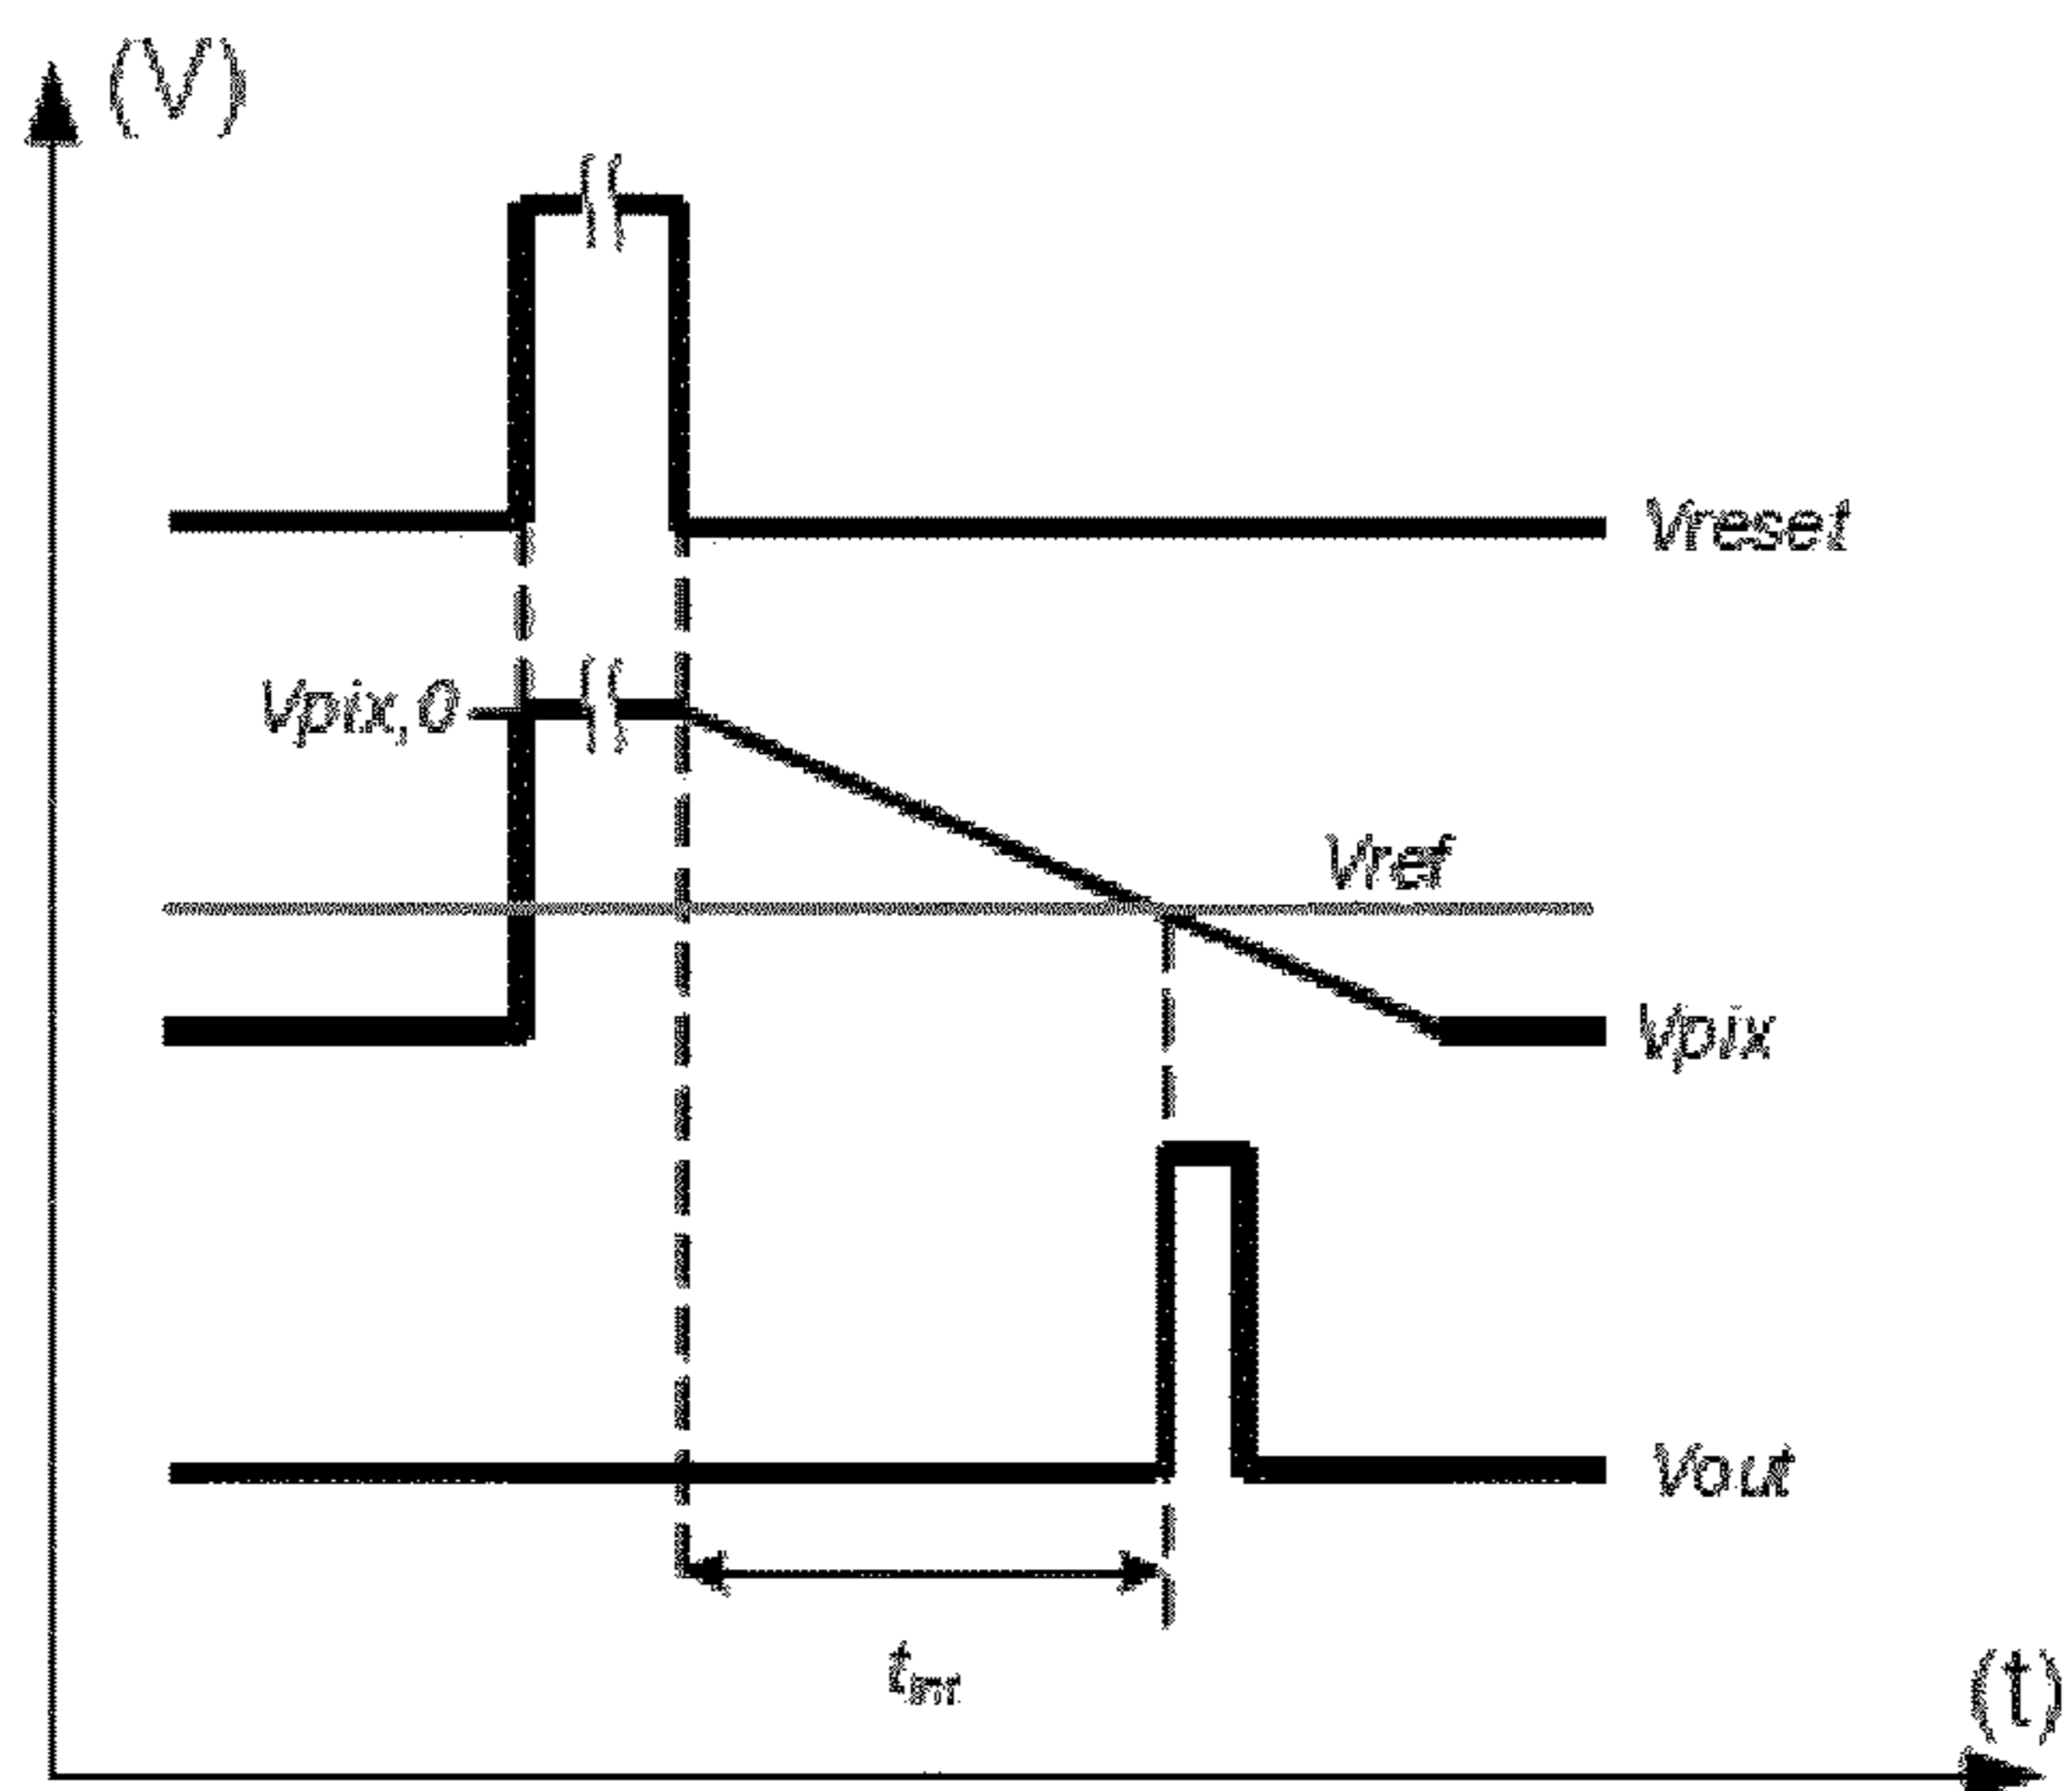 (V)
Vreset
Vpix,0
Vref
Vpix
Vout
(t)